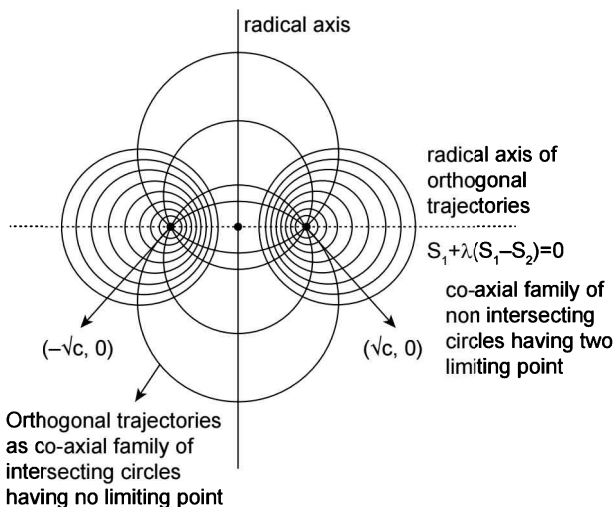 radical axis
radical axis of
orthogonal
trajectories
S₁+λ(S₁–S₂)=0
co-axial family of
non intersecting
circles having two
limiting point
(–√c, 0)
(√c, 0)
Orthogonal trajectories
as co-axial family of
intersecting circles
having no limiting point